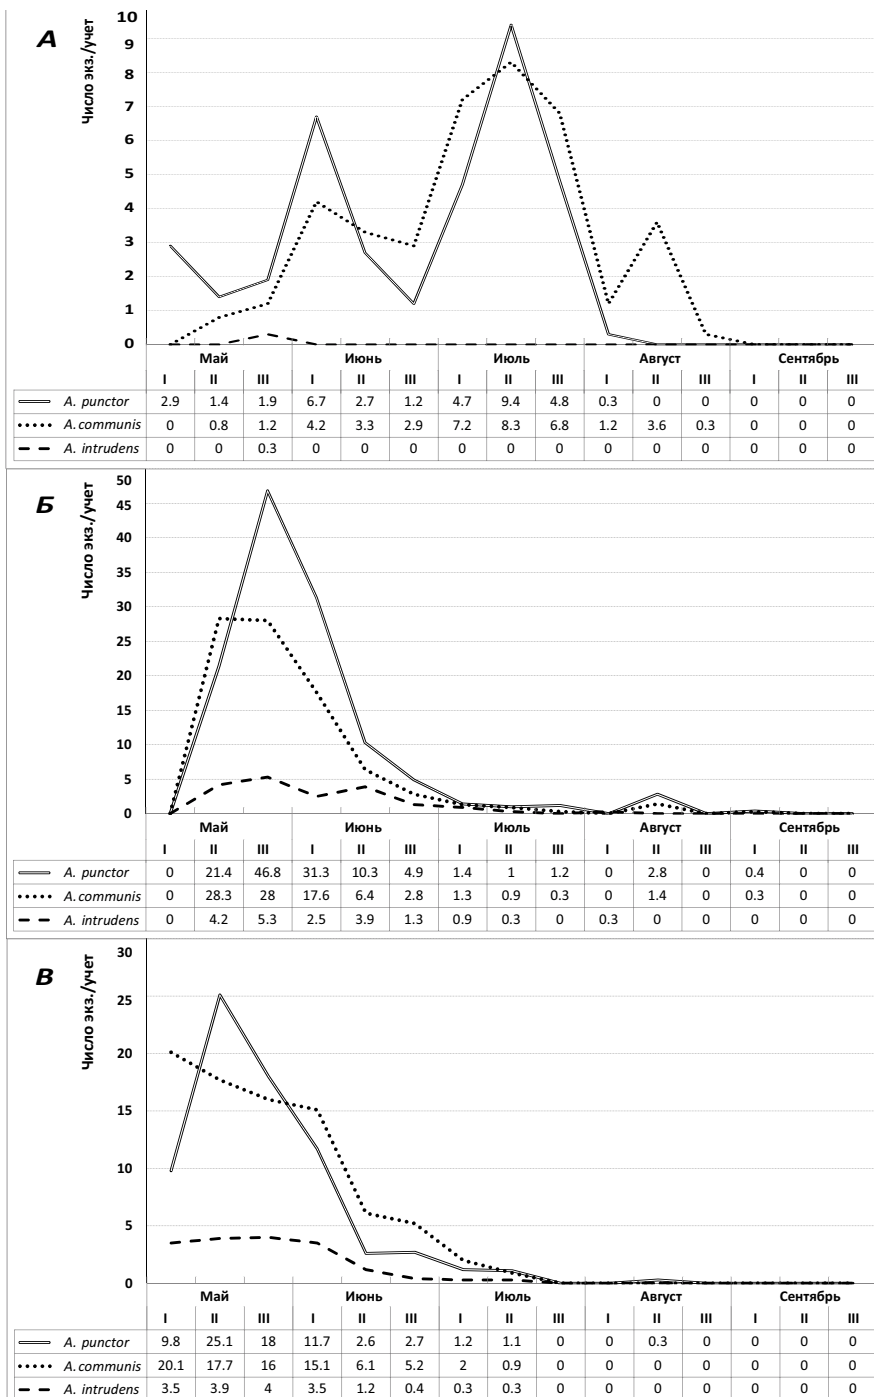 А
Число экз./учет
10
9
8
7
6
5
4
3
2
1
0
Май Июнь Июль Август Сентябрь
I II III I II III I II III I II III I II III
A. punctor 2.9 1.4 1.9 6.7 2.7 1.2 4.7 9.4 4.8 0.3 0 0 0 0 0
A. communis 0 0.8 1.2 4.2 3.3 2.9 7.2 8.3 6.8 1.2 3.6 0.3 0 0 0
A. intrudens 0 0 0.3 0 0 0 0 0 0 0 0 0 0 0 0
Б
Число экз./учет
50
45
40
35
30
25
20
15
10
5
0
Май Июнь Июль Август Сентябрь
I II III I II III I II III I II III I II III
A. punctor 0 21.4 46.8 31.3 10.3 4.9 1.4 1 1.2 0 2.8 0 0.4 0 0
A. communis 0 28.3 28 17.6 6.4 2.8 1.3 0.9 0.3 0 1.4 0 0.3 0 0
A. intrudens 0 4.2 5.3 2.5 3.9 1.3 0.9 0.3 0 0.3 0 0 0 0 0
В
Число экз./учет
30
25
20
15
10
5
0
Май Июнь Июль Август Сентябрь
I II III I II III I II III I II III I II III
A. punctor 9.8 25.1 18 11.7 2.6 2.7 1.2 1.1 0 0 0.3 0 0 0 0
A. communis 20.1 17.7 16 15.1 6.1 5.2 2 0.9 0 0 0 0 0 0 0
A. intrudens 3.5 3.9 4 3.5 1.2 0.4 0.3 0.3 0 0 0 0 0 0 0